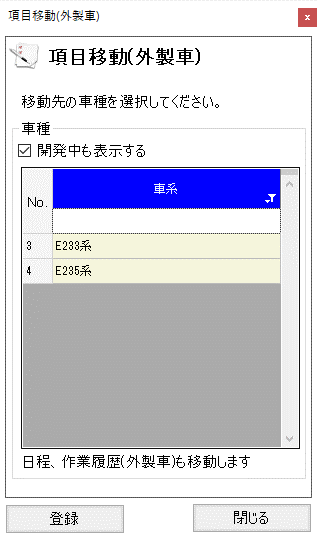 項目移動(外製車)
x
項目移動(外製車)
移動先の車種を選択してください。
車種
開発中も表示する
No. 車系
3 E233系
4 E235系
日程、作業履歴(外製車)も移動します
登録 閉じる